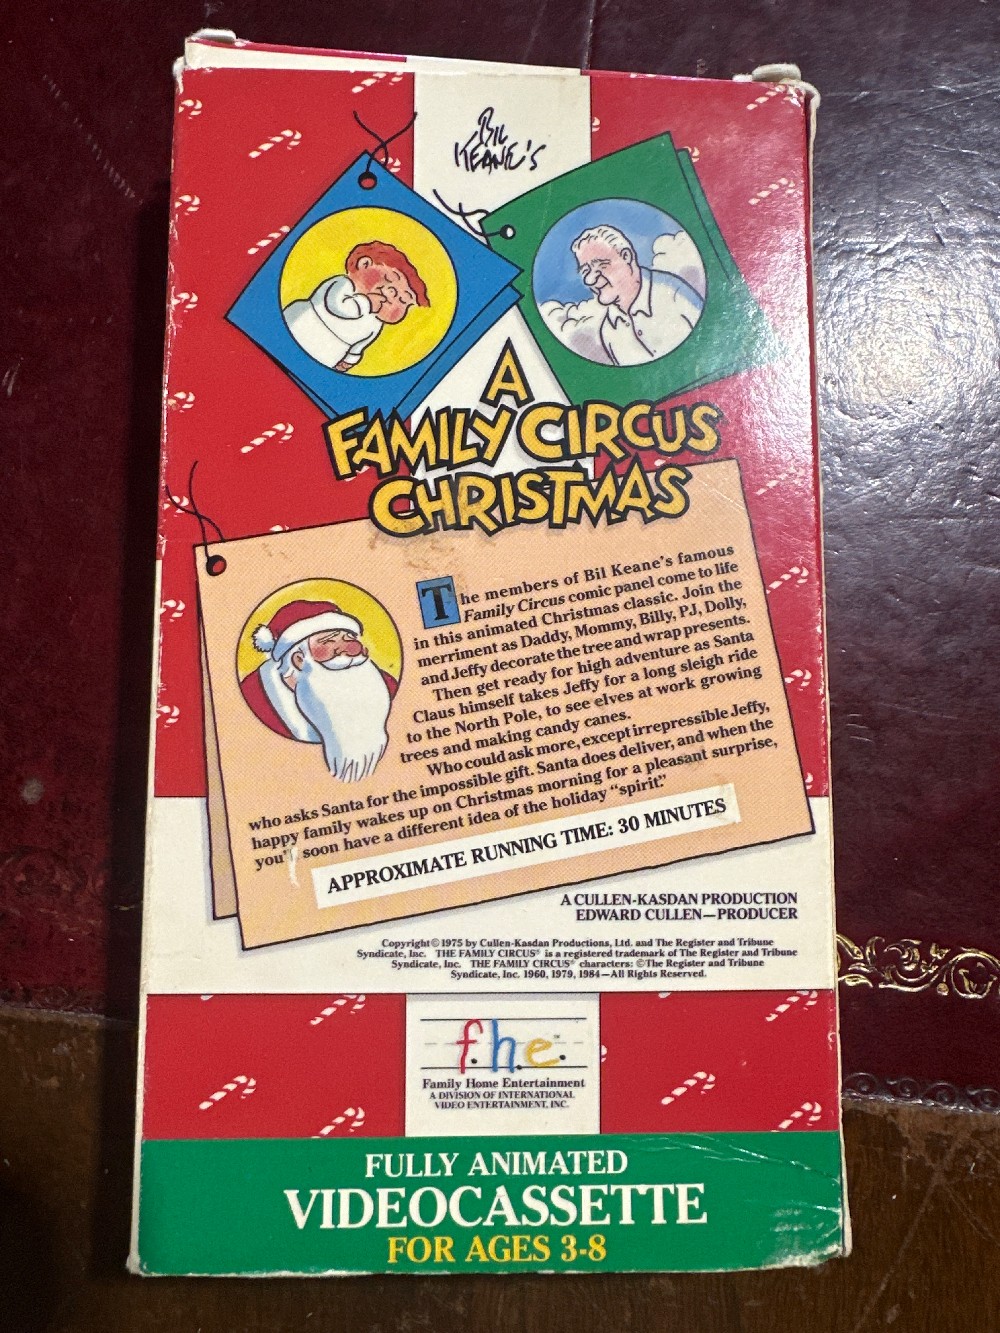 BIL
KEANE'S
A
FAMILY CIRCUS
CHRISTMAS
The members of Bil Keane's famous
Family Circus comic panel come to life
in this animated Christmas classic. Join the
merriment as Daddy, Mommy, Billy, PJ, Dolly,
and Jeffy decorate the tree and wrap presents.
Then get ready for high adventure as Santa
Claus himself takes Jeffy for a long sleigh ride
to the North Pole, to see elves at work growing
trees and making candy canes.
Who could ask more, except irrepressible Jeffy,
who asks Santa for the impossible gift. Santa does deliver, and when the
happy family wakes up on Christmas morning for a pleasant surprise,
you'll soon have a different idea of the holiday "spirit."
APPROXIMATE RUNNING TIME: 30 MINUTES
A CULLEN-KASDAN PRODUCTION
EDWARD CULLEN—PRODUCER
Copyright © 1975 by Cullen-Kasdan Productions, Ltd. and The Register and Tribune
Syndicate, Inc. THE FAMILY CIRCUS® is a registered trademark of The Register and Tribune
Syndicate, Inc. THE FAMILY CIRCUS® characters: © The Register and Tribune
Syndicate, Inc. 1960, 1979, 1984—All Rights Reserved.
f.h.e.™
Family Home Entertainment
A DIVISION OF INTERNATIONAL
VIDEO ENTERTAINMENT, INC.
FULLY ANIMATED
VIDEOCASSETTE
FOR AGES 3-8